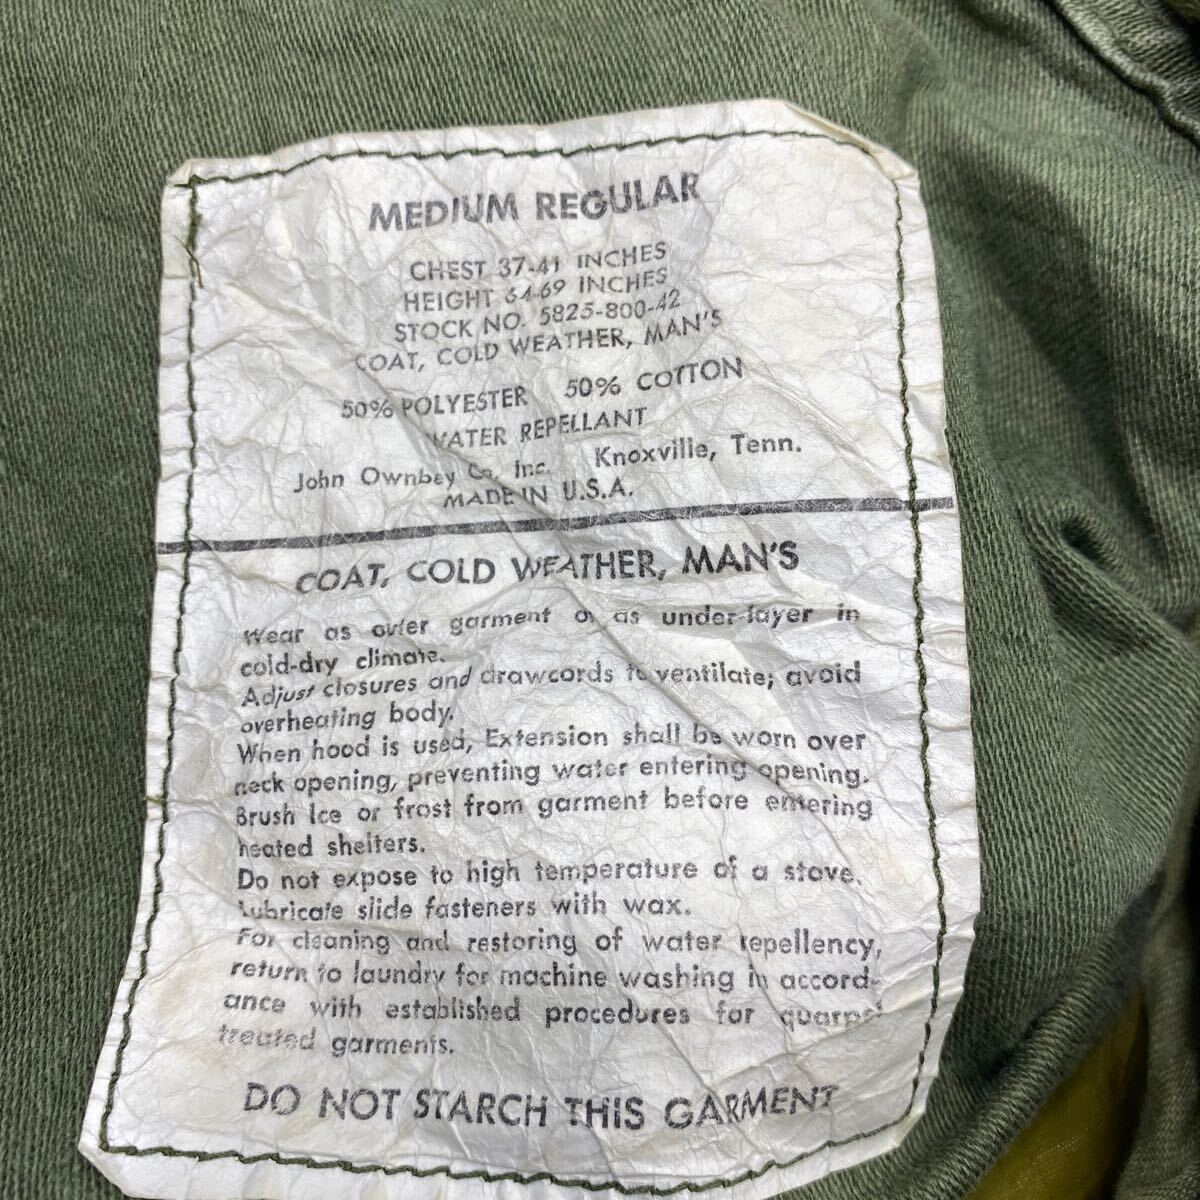 MEDIUM REGULAR
CHEST 37-41 INCHES
HEIGHT 64-69 INCHES
STOCK NO. 5825-800-42
COAT, COLD WEATHER, MAN'S
50% POLYESTER 50% COTTON
WATER REPELLANT
John Ownbey Co. Inc. Knoxville, Tenn.
MADE IN U.S.A.
COAT, COLD WEATHER, MAN'S
Wear as outer garment or as under-layer in
cold-dry climate.
Adjust closures and drawcords to ventilate; avoid
overheating body.
When hood is used, Extension shall be worn over
neck opening, preventing water entering opening.
Brush Ice or frost from garment before entering
heated shelters.
Do not expose to high temperature of a stove.
Lubricate slide fasteners with wax.
For cleaning and restoring of water repellency,
return to laundry for machine washing in accord-
ance with established procedures for quarpel
treated garments.
DO NOT STARCH THIS GARMENT